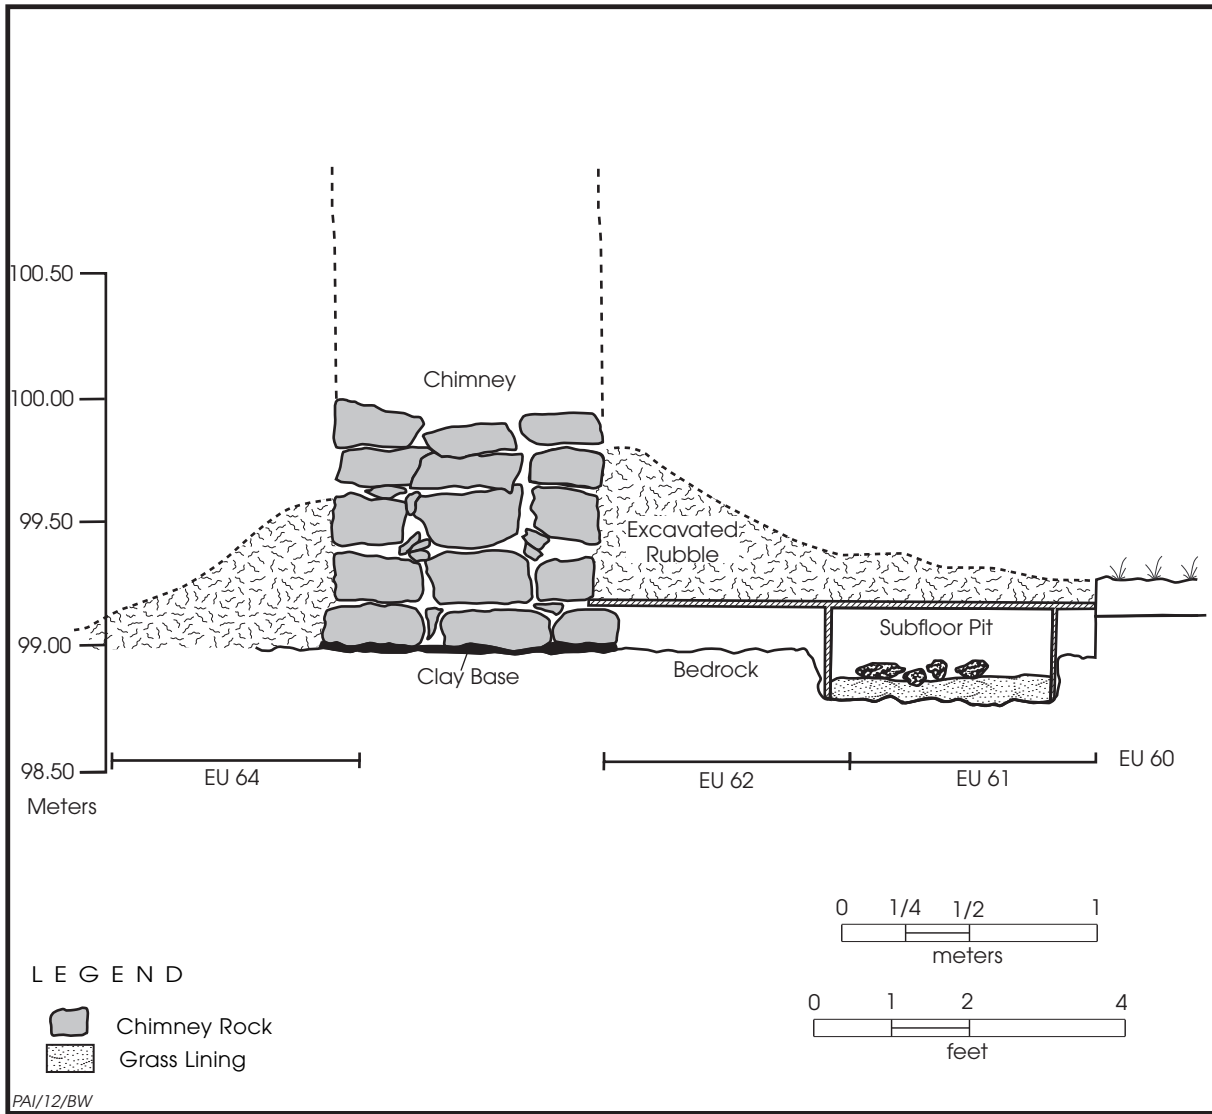 100.50
100.00
99.50
99.00
98.50
Meters
Chimney
Excavated
Rubble
Subfloor Pit
Clay Base
Bedrock
EU 64
EU 62
EU 61
EU 60
0 1/4 1/2 1
meters
0 1 2 4
feet
LEGEND
Chimney Rock
Grass Lining
PAI/12/BW